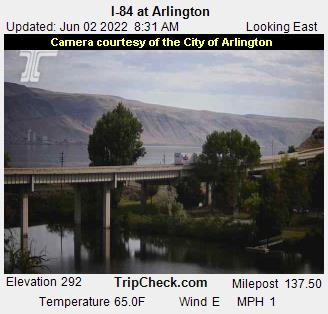 I-84 at Arlington
Updated: Jun 02 2022 8:31 AM Looking East
Camera courtesy of the City of Arlington
Elevation 292 TripCheck.com Milepost 137.50
Temperature 65.0F Wind E MPH 1